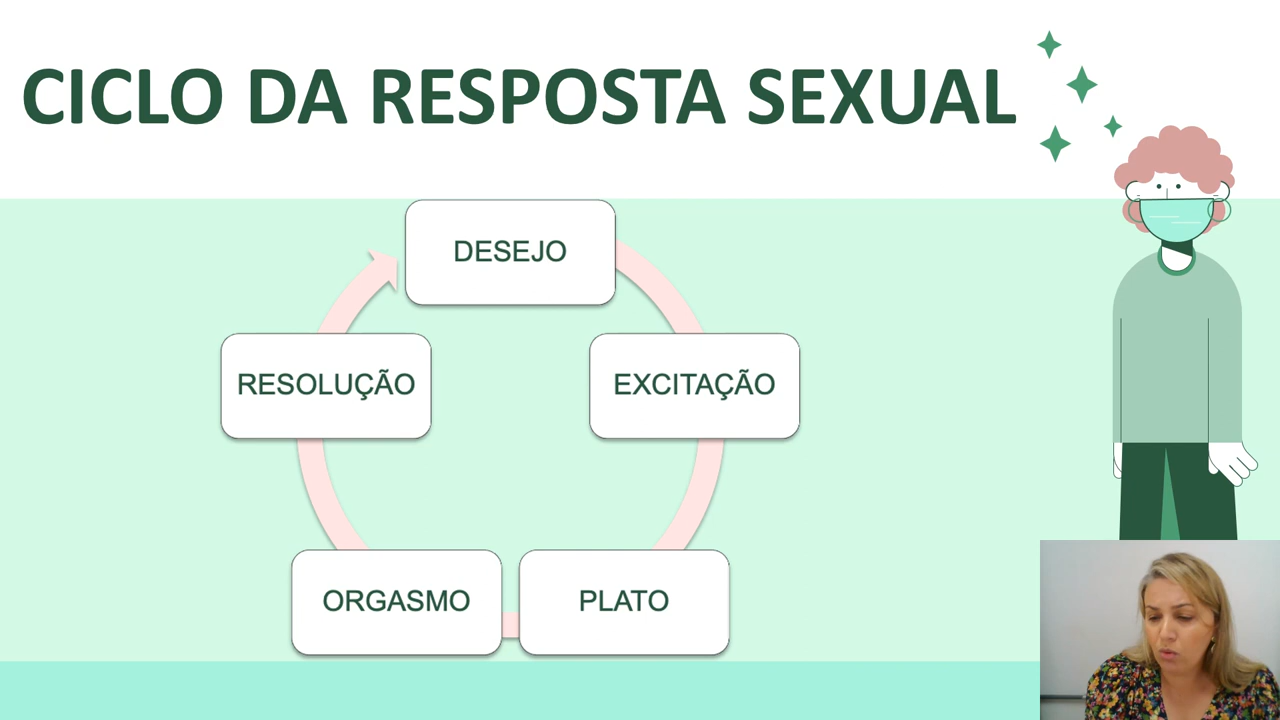 CICLO DA RESPOSTA SEXUAL
DESEJO
EXCITAÇÃO
PLATO
ORGASMO
RESOLUÇÃO